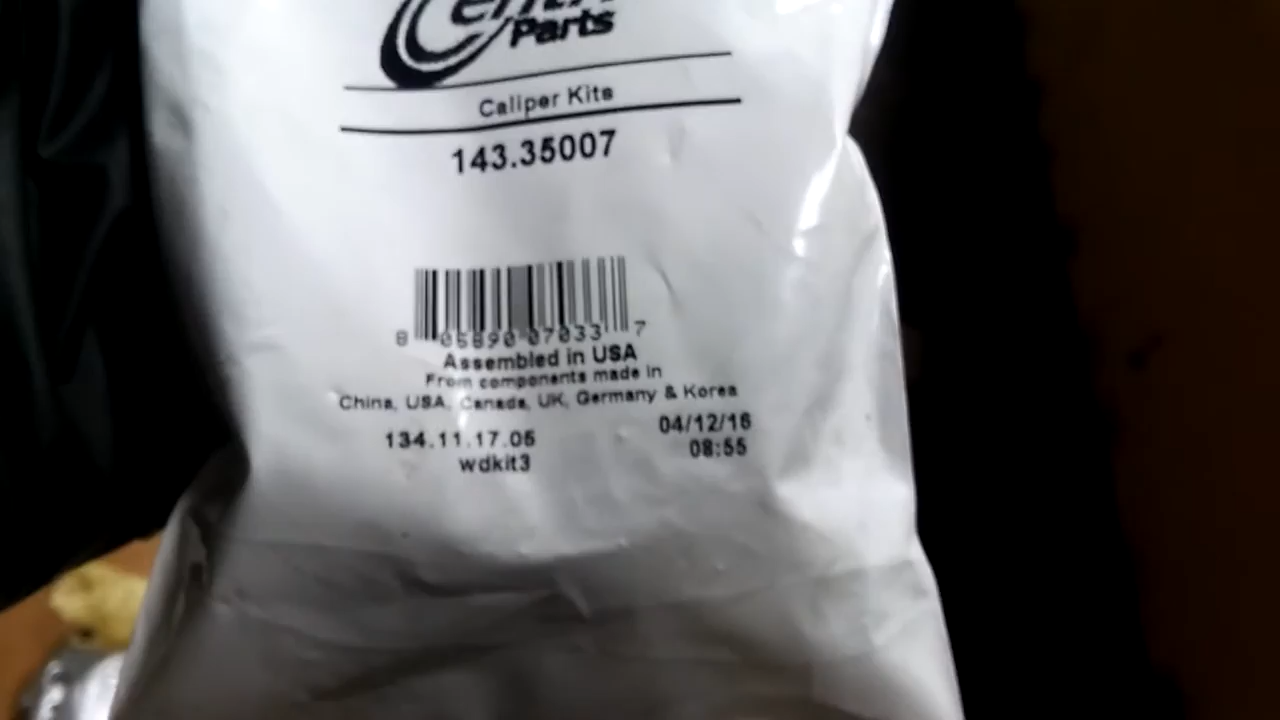 Parts
Caliper Kits
143.35007
8 05890 07033 7
Assembled in USA
From components made in
China, USA, Canada, UK, Germany & Korea
134.11.17.05
04/12/16
wdkit3
08:55